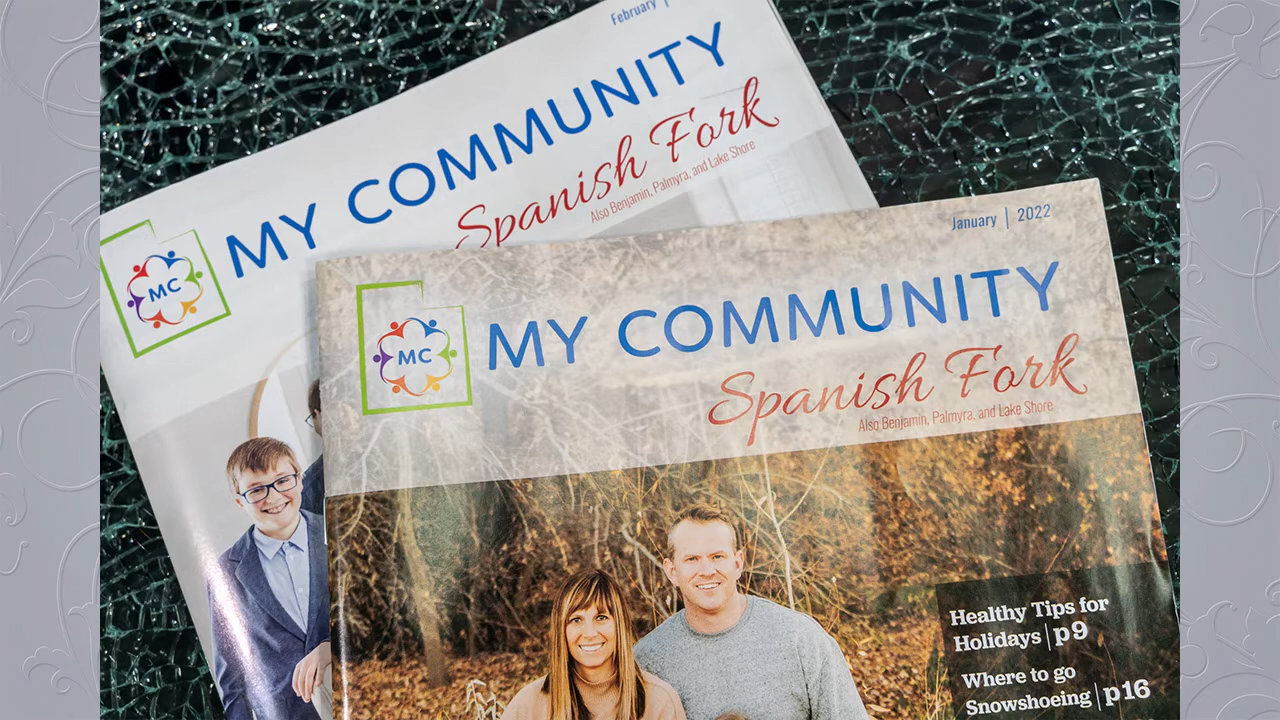 February |
MY COMMUNITY
Spanish Fork
Also Benjamin, Palmyra, and Lake Shore
MC
January | 2022
MY COMMUNITY
Spanish Fork
Also Benjamin, Palmyra, and Lake Shore
MC
Healthy Tips for
Holidays | p9
Where to go
Snowshoeing | p16